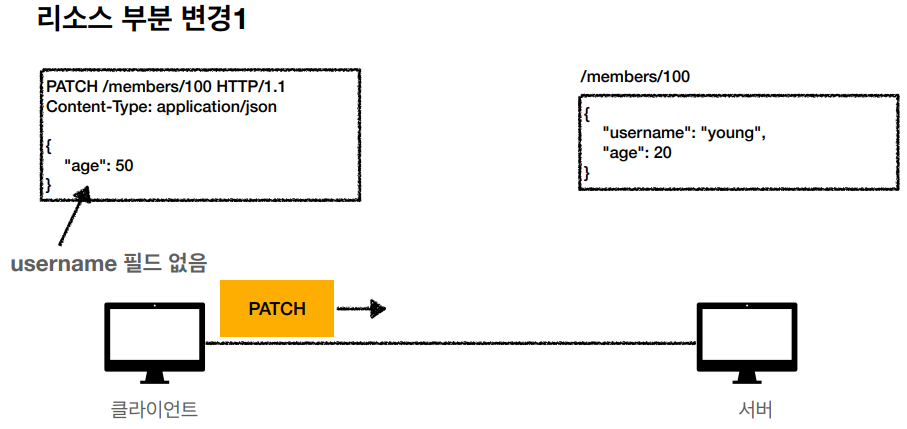 리소스 부분 변경1
PATCH /members/100 HTTP/1.1
Content-Type: application/json
{
"age": 50
}
username 필드 없음
/members/100
{
"username": "young",
"age": 20
}
PATCH
클라이언트
서버